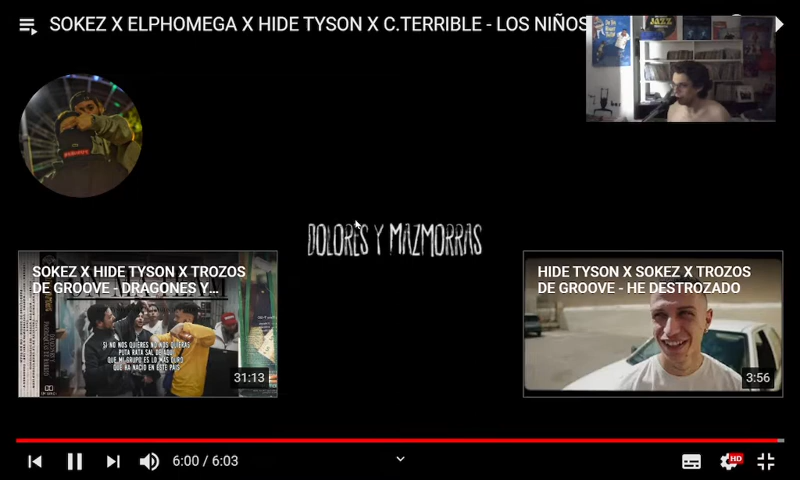 SOKEZ X ELPHOMEGA X HIDE TYSON X C.TERRIBLE - LOS NIÑOS
JAZZ
DOLORES Y MAZMORRAS
SOKEZ X HIDE TYSON X TROZOS
DE GROOVE - DRAGONES Y...
SI NO NOS QUIERES NO NOS QUIERAS
PUTA RATA SAL DE AQUÍ
QUE MI GRUPO ES LO MÁS DURO
QUE HA NACIDO EN ESTE PAÍS
31:13
HIDE TYSON X SOKEZ X TROZOS
DE GROOVE - HE DESTROZADO
3:56
6:00 / 6:03
HD